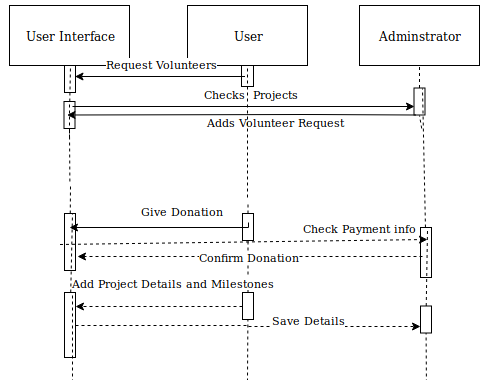 User Interface
User
Adminstrator
Request Volunteers
Checks Projects
Adds Volunteer Request
Give Donation
Check Payment info
Confirm Donation
Add Project Details and Milestones
Save Details